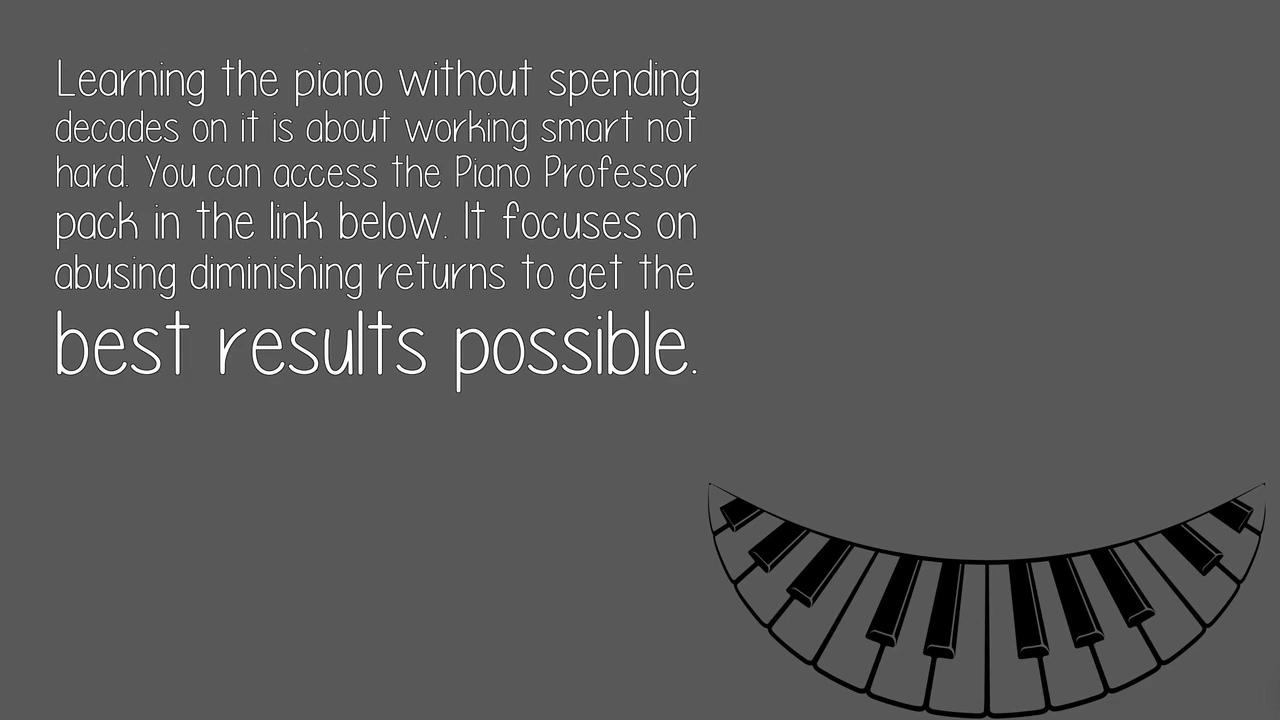 Learning the piano without spending
decades on it is about working smart not
hard. You can access the Piano Professor
pack in the link below. It focuses on
abusing diminishing returns to get the
best results possible.